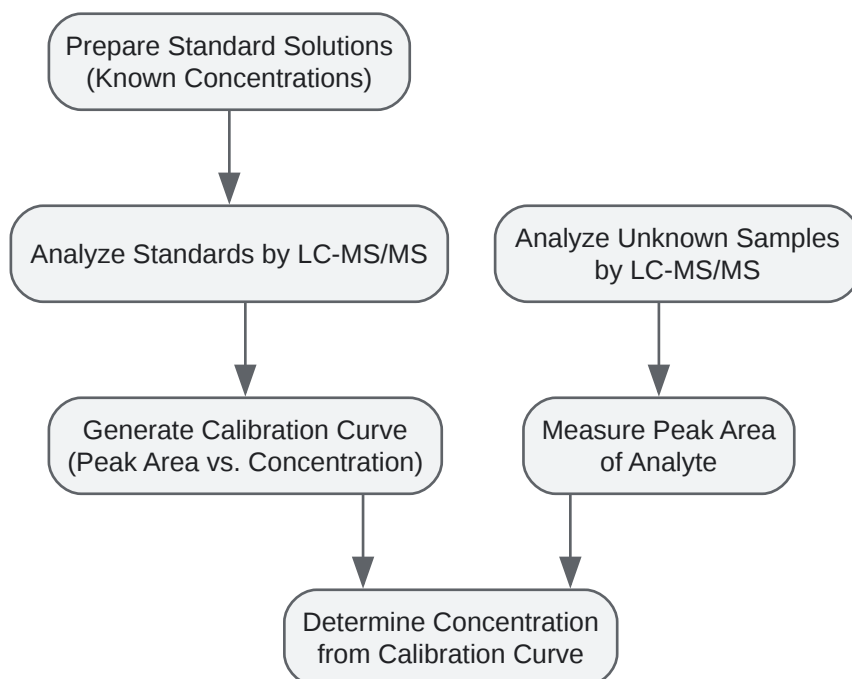 Prepare Standard Solutions
(Known Concentrations)
Analyze Standards by LC-MS/MS
Analyze Unknown Samples
by LC-MS/MS
Generate Calibration Curve
(Peak Area vs. Concentration)
Measure Peak Area
of Analyte
Determine Concentration
from Calibration Curve